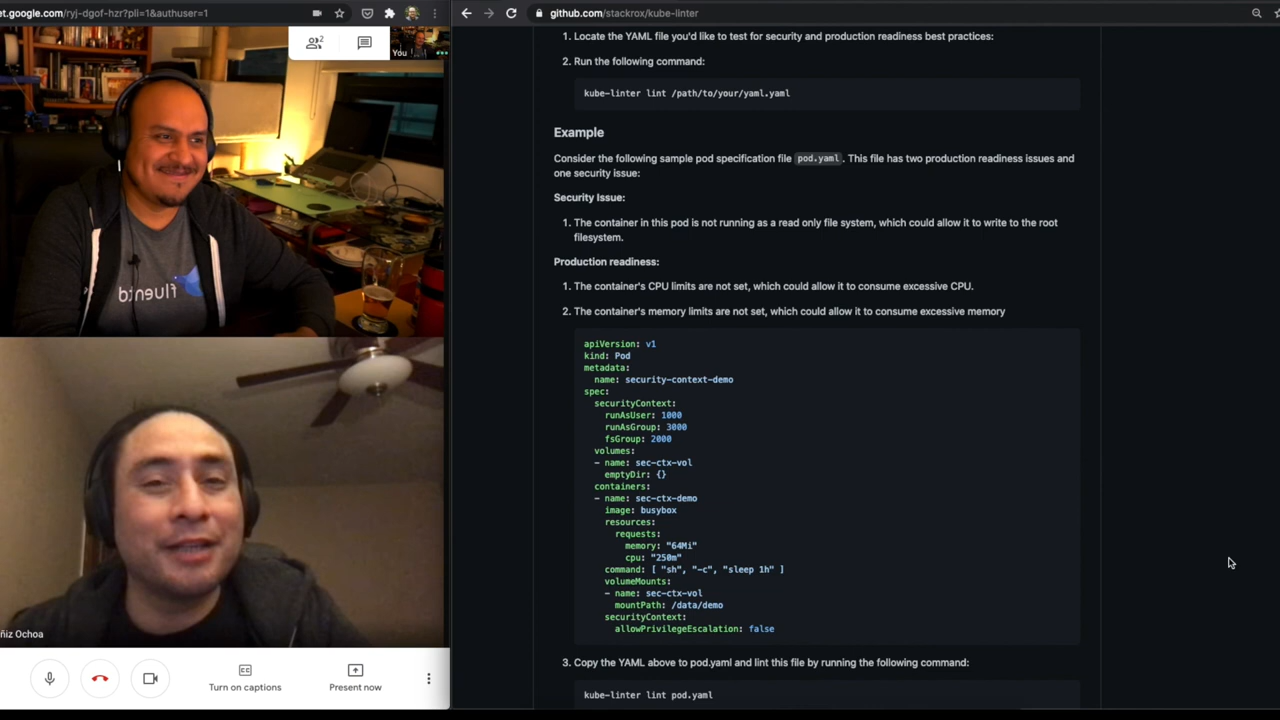 et.google.com/ryj-dgof-hzr?pli=1&authuser=1
2
You
fluentd
ñiz Ochoa
Turn on captions
Present now
github.com/stackrox/kube-linter
1. Locate the YAML file you'd like to test for security and production readiness best practices:
2. Run the following command:
kube-linter lint /path/to/your/yaml.yaml
Example
Consider the following sample pod specification file pod.yaml. This file has two production readiness issues and
one security issue:
Security Issue:
1. The container in this pod is not running as a read only file system, which could allow it to write to the root
filesystem.
Production readiness:
1. The container's CPU limits are not set, which could allow it to consume excessive CPU.
2. The container's memory limits are not set, which could allow it to consume excessive memory
apiVersion: v1
kind: Pod
metadata:
  name: security-context-demo
spec:
  securityContext:
    runAsUser: 1000
    runAsGroup: 3000
    fsGroup: 2000
  volumes:
  - name: sec-ctx-vol
    emptyDir: {}
  containers:
  - name: sec-ctx-demo
    image: busybox
    resources:
      requests:
        memory: "64Mi"
        cpu: "250m"
    command: [ "sh", "-c", "sleep 1h" ]
    volumeMounts:
    - name: sec-ctx-vol
      mountPath: /data/demo
    securityContext:
      allowPrivilegeEscalation: false
3. Copy the YAML above to pod.yaml and lint this file by running the following command:
kube-linter lint pod.yaml